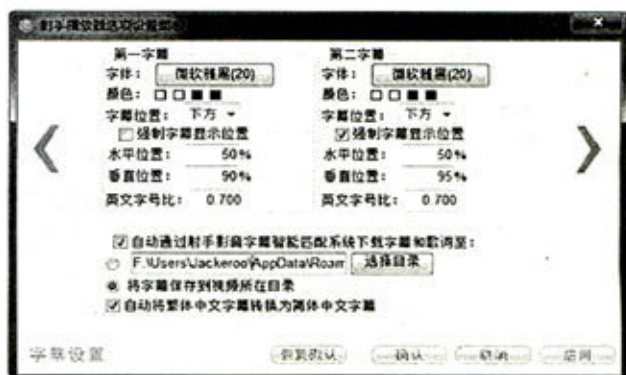 射手播放器选项设置面板
第一字幕
字体： 微软雅黑(20)
颜色：
字幕位置： 下方
强制字幕显示位置
水平位置： 50%
垂直位置： 90%
英文字号比： 0.700
第二字幕
字体： 微软雅黑(20)
颜色：
字幕位置： 下方
强制字幕显示位置
水平位置： 50%
垂直位置： 95%
英文字号比： 0.700
自动通过射手影音字幕智能匹配系统下载字幕和歌词至：
F:\Users\Jackeroo\AppData\Roam 选择目录
将字幕保存到视频所在目录
自动将繁体中文字幕转换为简体中文字幕
字幕设置 恢复默认 确认 取消 应用